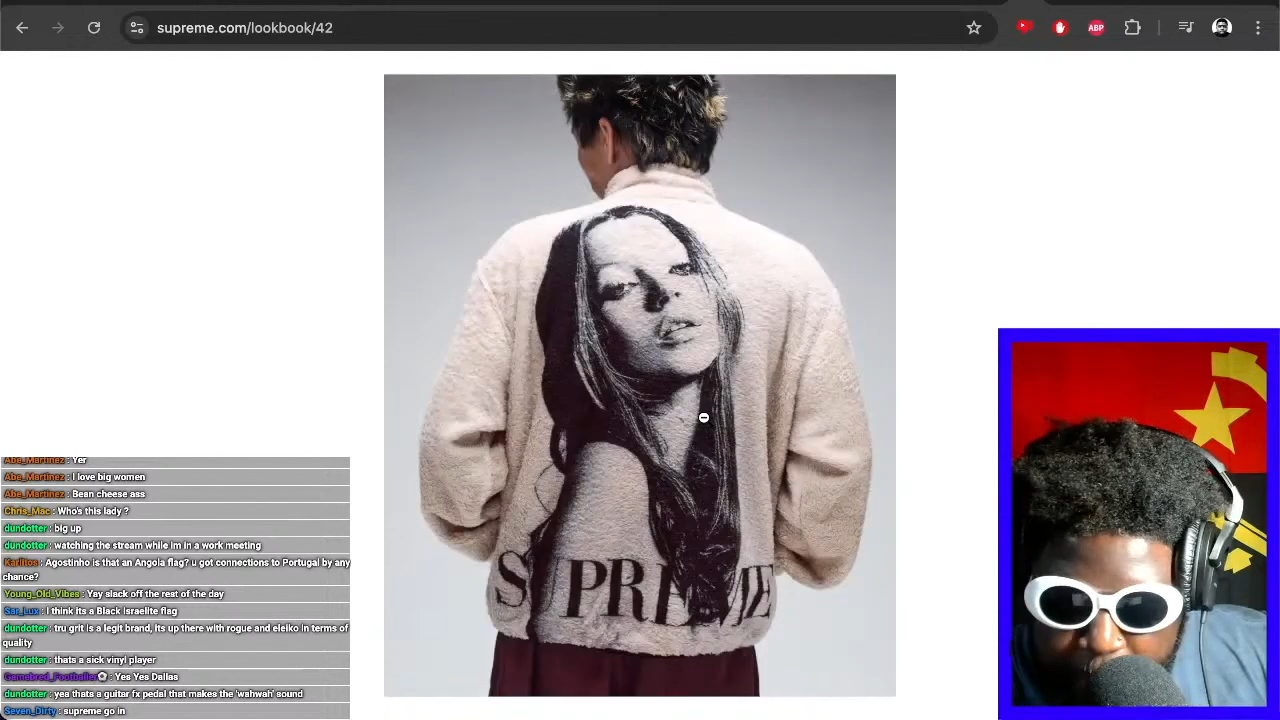 supreme.com/lookbook/42
ABP
SUPREME
Abe_Martinez : Yer
Abe_Martinez : I love big women
Abe_Martinez : Bean cheese ass
Chris_Mac : Who's this lady ?
dundotter : big up
dundotter : watching the stream while im in a work meeting
Karlitos : Agostinho is that an Angola flag? u got connections to Portugal by any
chance?
Young_Old_Vibes : Yay slack off the rest of the day
Sar_Lux : I think its a Black Israelite flag
dundotter : tru grit is a legit brand, its up there with rogue and eleiko in terms of
quality
dundotter : thats a sick vinyl player
Gamebred_Footballer : Yes Yes Dallas
dundotter : yea thats a guitar fx pedal that makes the 'wahwah' sound
Seven_Dirty : supreme go in